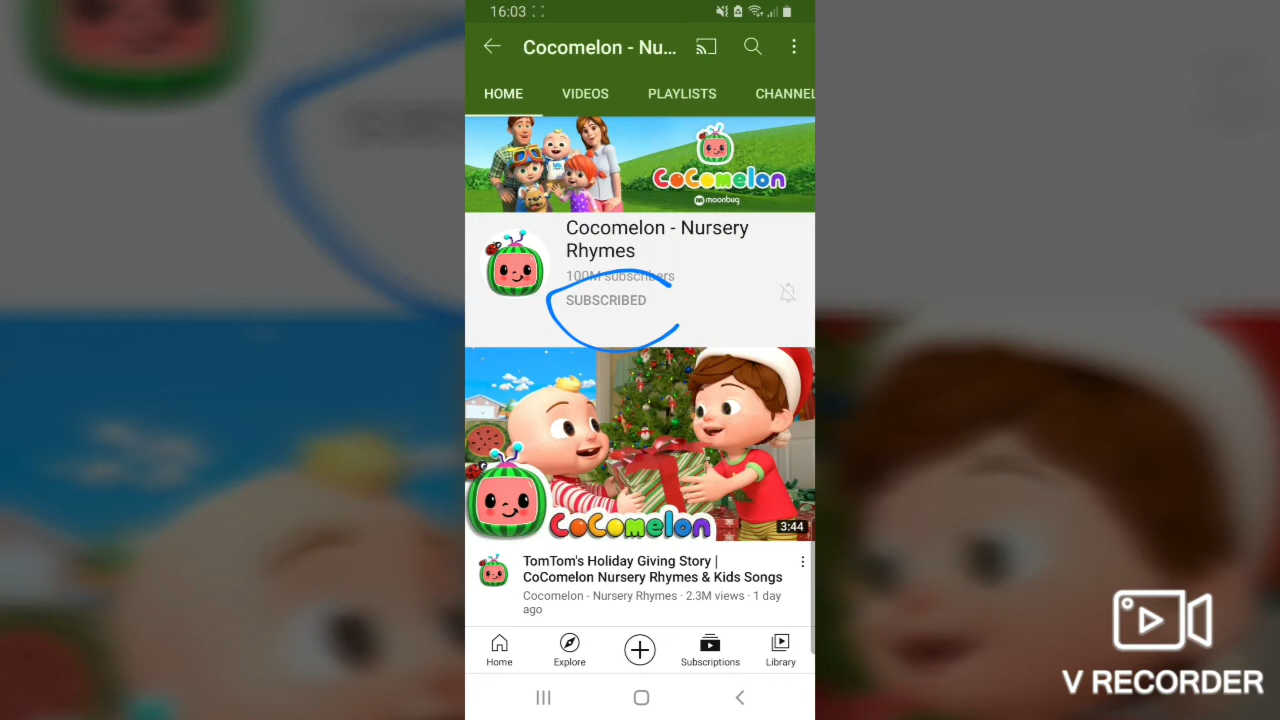 16:03
Cocomelon - Nu...
HOME VIDEOS PLAYLISTS CHANNEL
CoComelon
moonbug
Cocomelon - Nursery
Rhymes
100M subscribers
SUBSCRIBED
CoComelon
3:44
TomTom's Holiday Giving Story |
CoComelon Nursery Rhymes & Kids Songs
Cocomelon - Nursery Rhymes · 2.3M views · 1 day
ago
Home Explore Subscriptions Library
V RECORDER